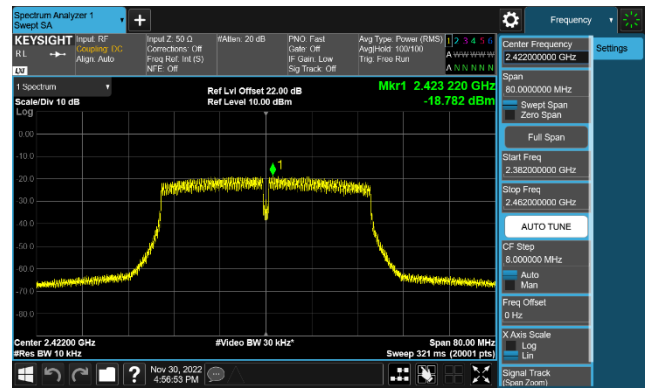 Spectrum Analyzer 1
Swept SA
+
Frequency
KEYSIGHT
RL
LXI
Input: RF
Coupling: DC
Align: Auto
Input Z: 50 Ω
Corrections: Off
Freq Ref: Int (S)
NFE: Off
#Atten: 20 dB
PNO: Fast
Gate: Off
IF Gain: Low
Sig Track: Off
Avg Type: Power (RMS)
Avg|Hold: 100/100
Trig: Free Run
1 2 3 4 5 6
A W W W W W
A N N N N N
1 Spectrum
Scale/Div 10 dB
Log
Ref Lvl Offset 22.00 dB
Ref Level 10.00 dBm
Mkr1 2.423 220 GHz
-18.782 dBm
0.00
-10.0
-20.0
-30.0
-40.0
-50.0
-60.0
-70.0
-80.0
1
Center 2.42200 GHz
#Res BW 10 kHz
#Video BW 30 kHz*
Span 80.00 MHz
Sweep 321 ms (20001 pts)
Nov 30, 2022
4:56:53 PM
?
Center Frequency
2.422000000 GHz
Settings
Span
80.0000000 MHz
Swept Span
Zero Span
Full Span
Start Freq
2.382000000 GHz
Stop Freq
2.462000000 GHz
AUTO TUNE
CF Step
8.000000 MHz
Auto
Man
Freq Offset
0 Hz
X Axis Scale
Log
Lin
Signal Track
(Span Zoom)